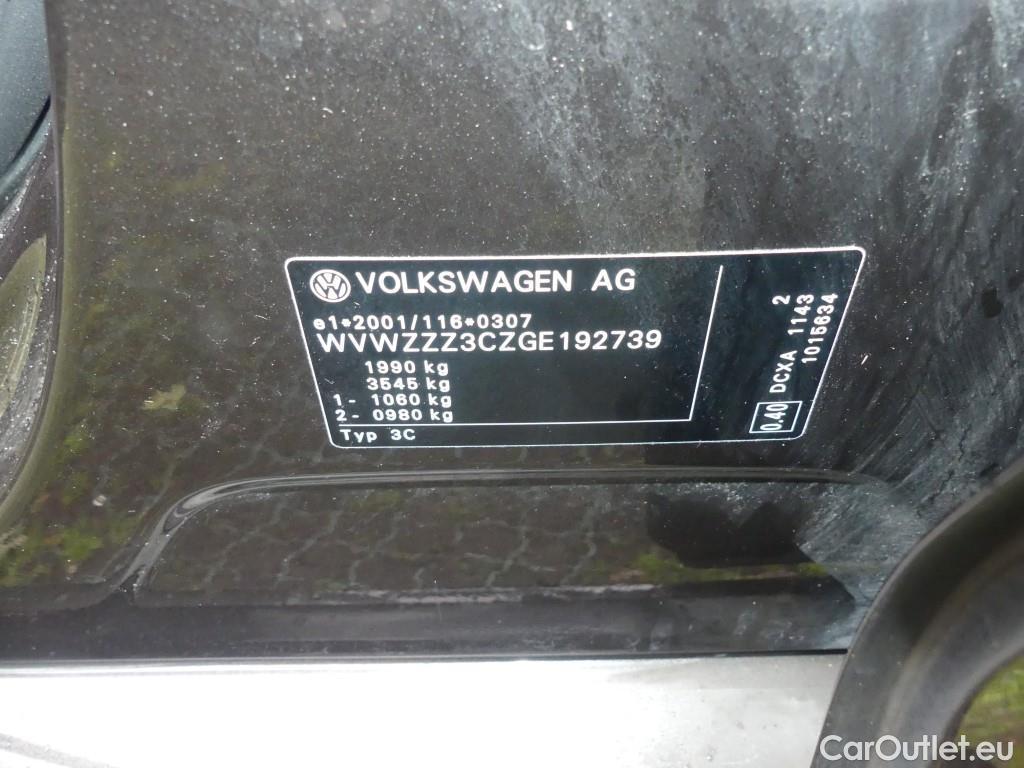 VOLKSWAGEN AG
e1*2001/116*0307
WVWZZZ3CZGE192739
1990 kg
3545 kg
1 - 1060 kg
2 - 0980 kg
Typ 3C
0.40 DCXA 1143 2
1015634
CarOutlet.eu